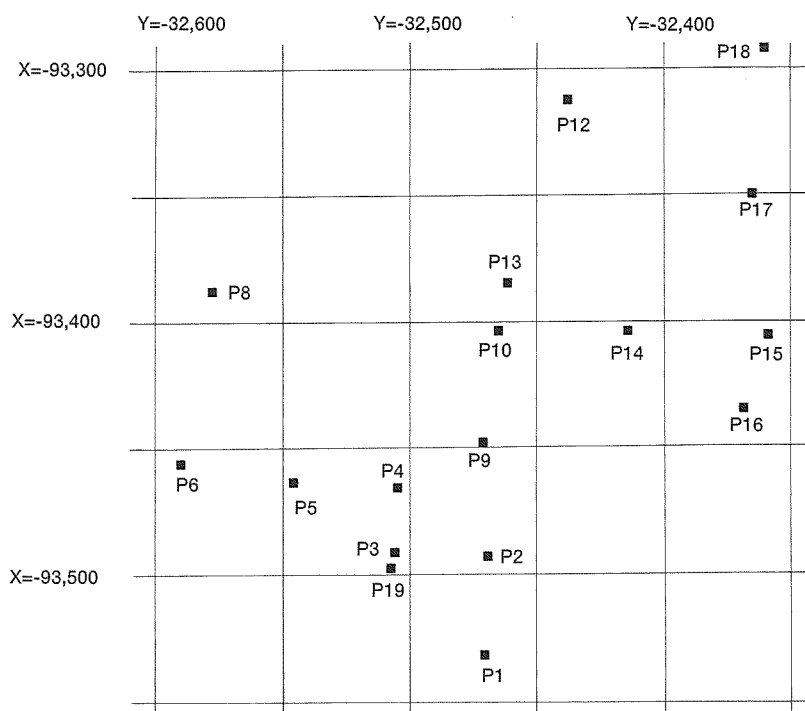 Y=-32,600 Y=-32,500 Y=-32,400
P18
X=-93,300
P12
P17
P13
P8
X=-93,400
P10 P14 P15
P16
P9
P4
P6
P5
P3 P2
X=-93,500
P19
P1